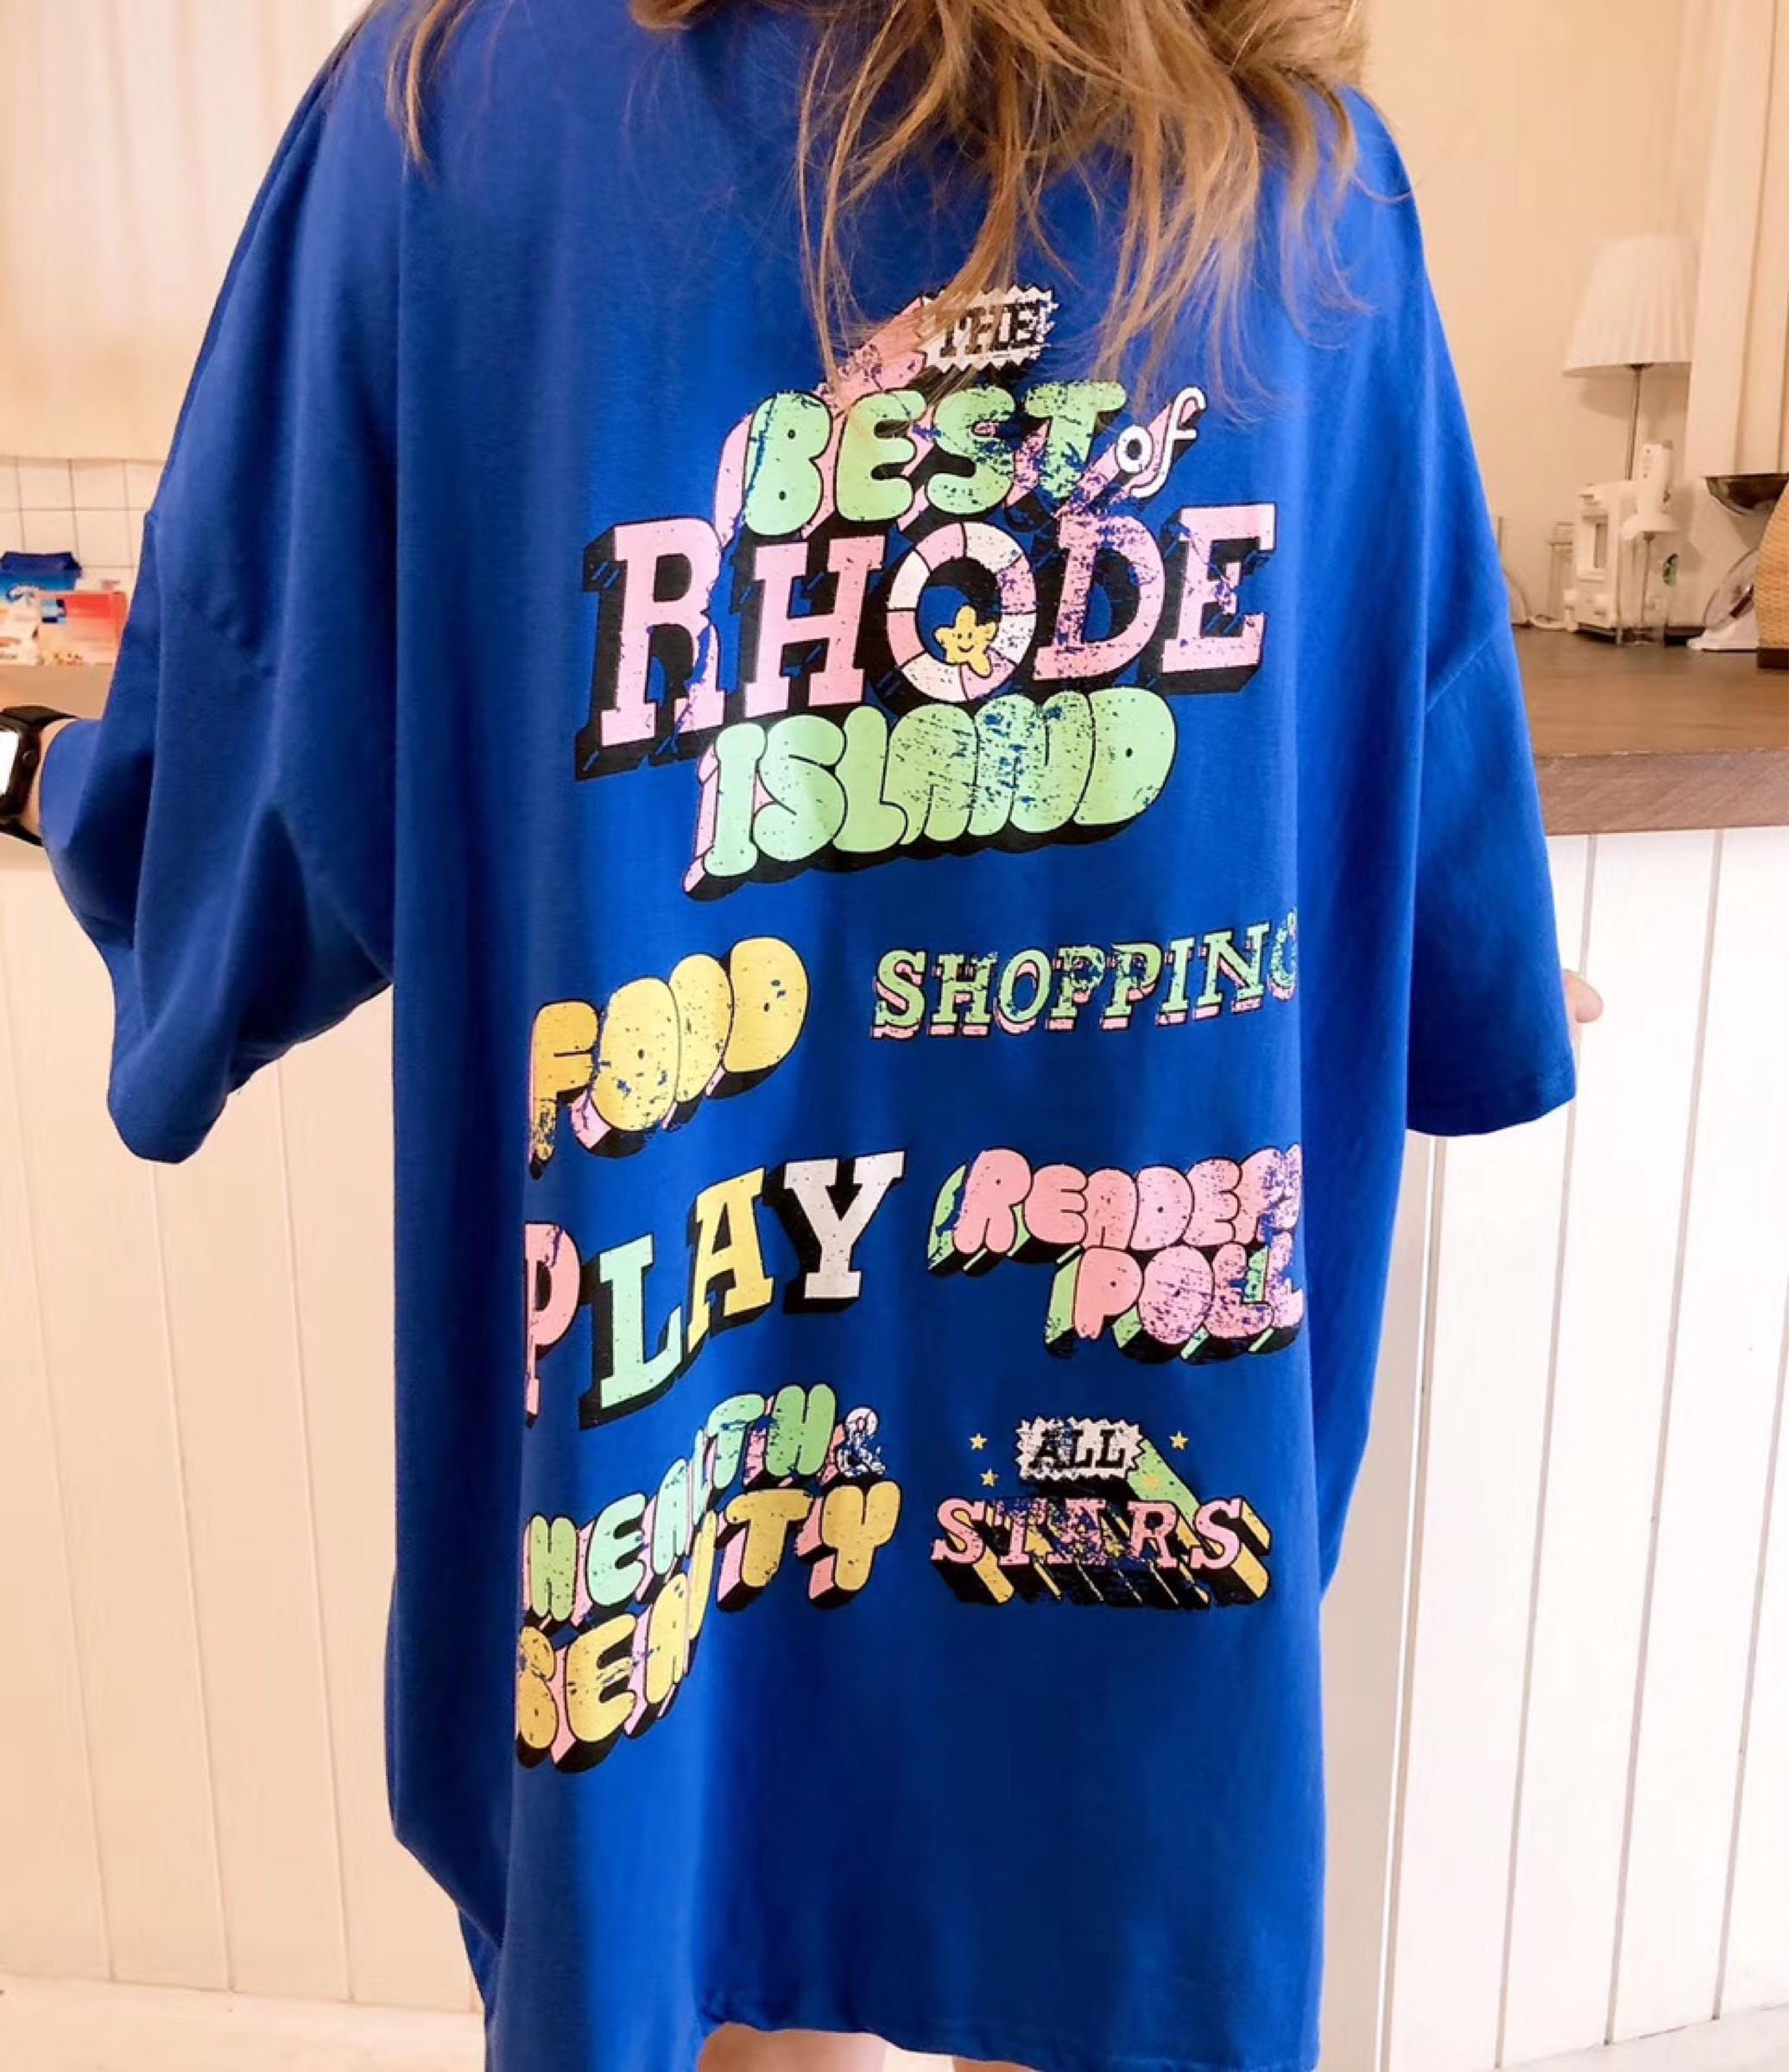 THE
BEST of
RHODE
ISLAND
FOOD
SHOPPING
PLAY
READERS
POLL
HEALTH &
BEAUTY
ALL
STARS